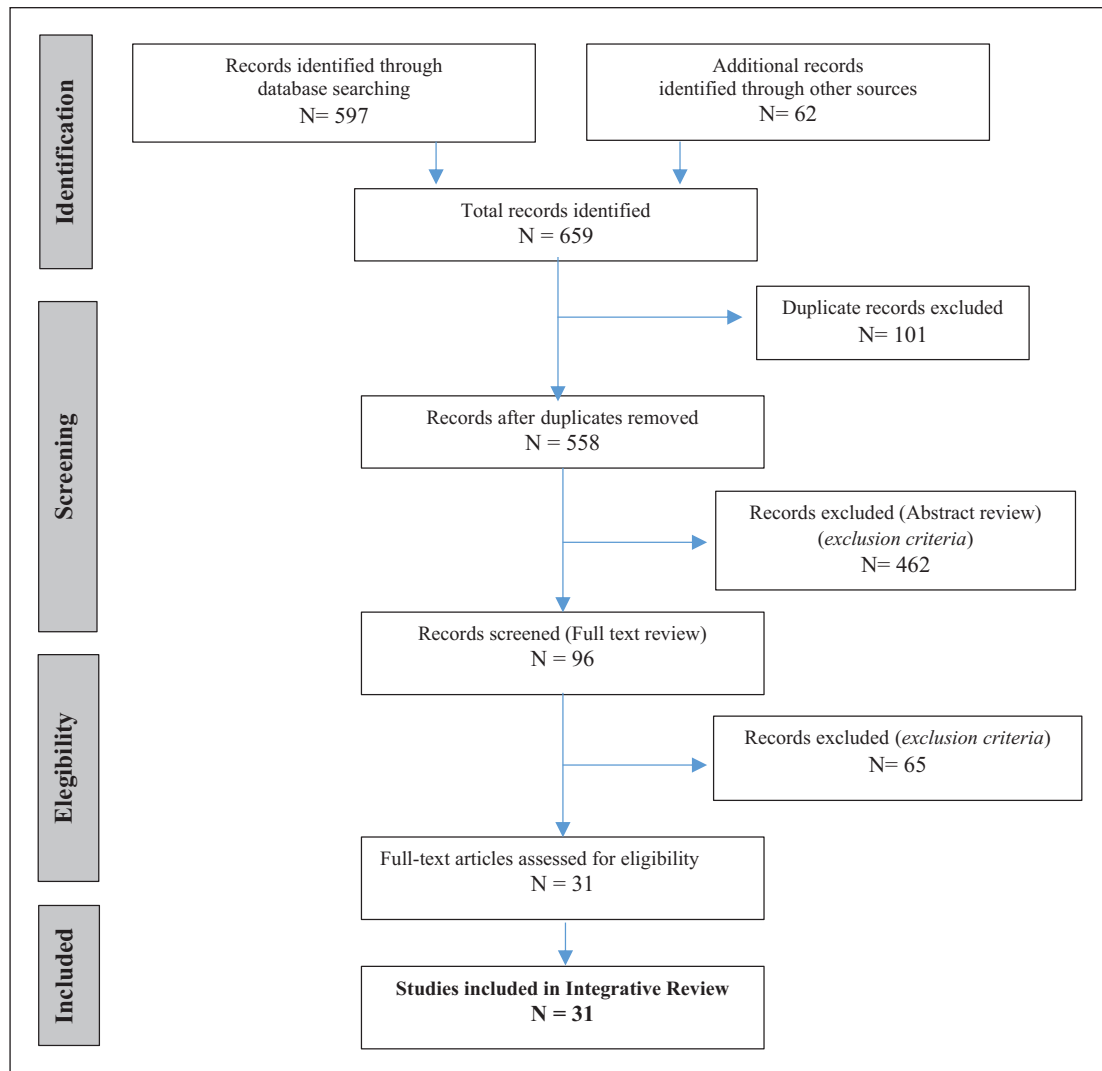 Identification
Records identified through
database searching
N= 597
Additional records
identified through other sources
N= 62
Total records identified
N = 659
Screening
Duplicate records excluded
N= 101
Records after duplicates removed
N = 558
Records excluded (Abstract review)
(exclusion criteria)
N= 462
Records screened (Full text review)
N = 96
Elegibility
Records excluded (exclusion criteria)
N= 65
Full-text articles assessed for eligibility
N = 31
Included
Studies included in Integrative Review
N = 31